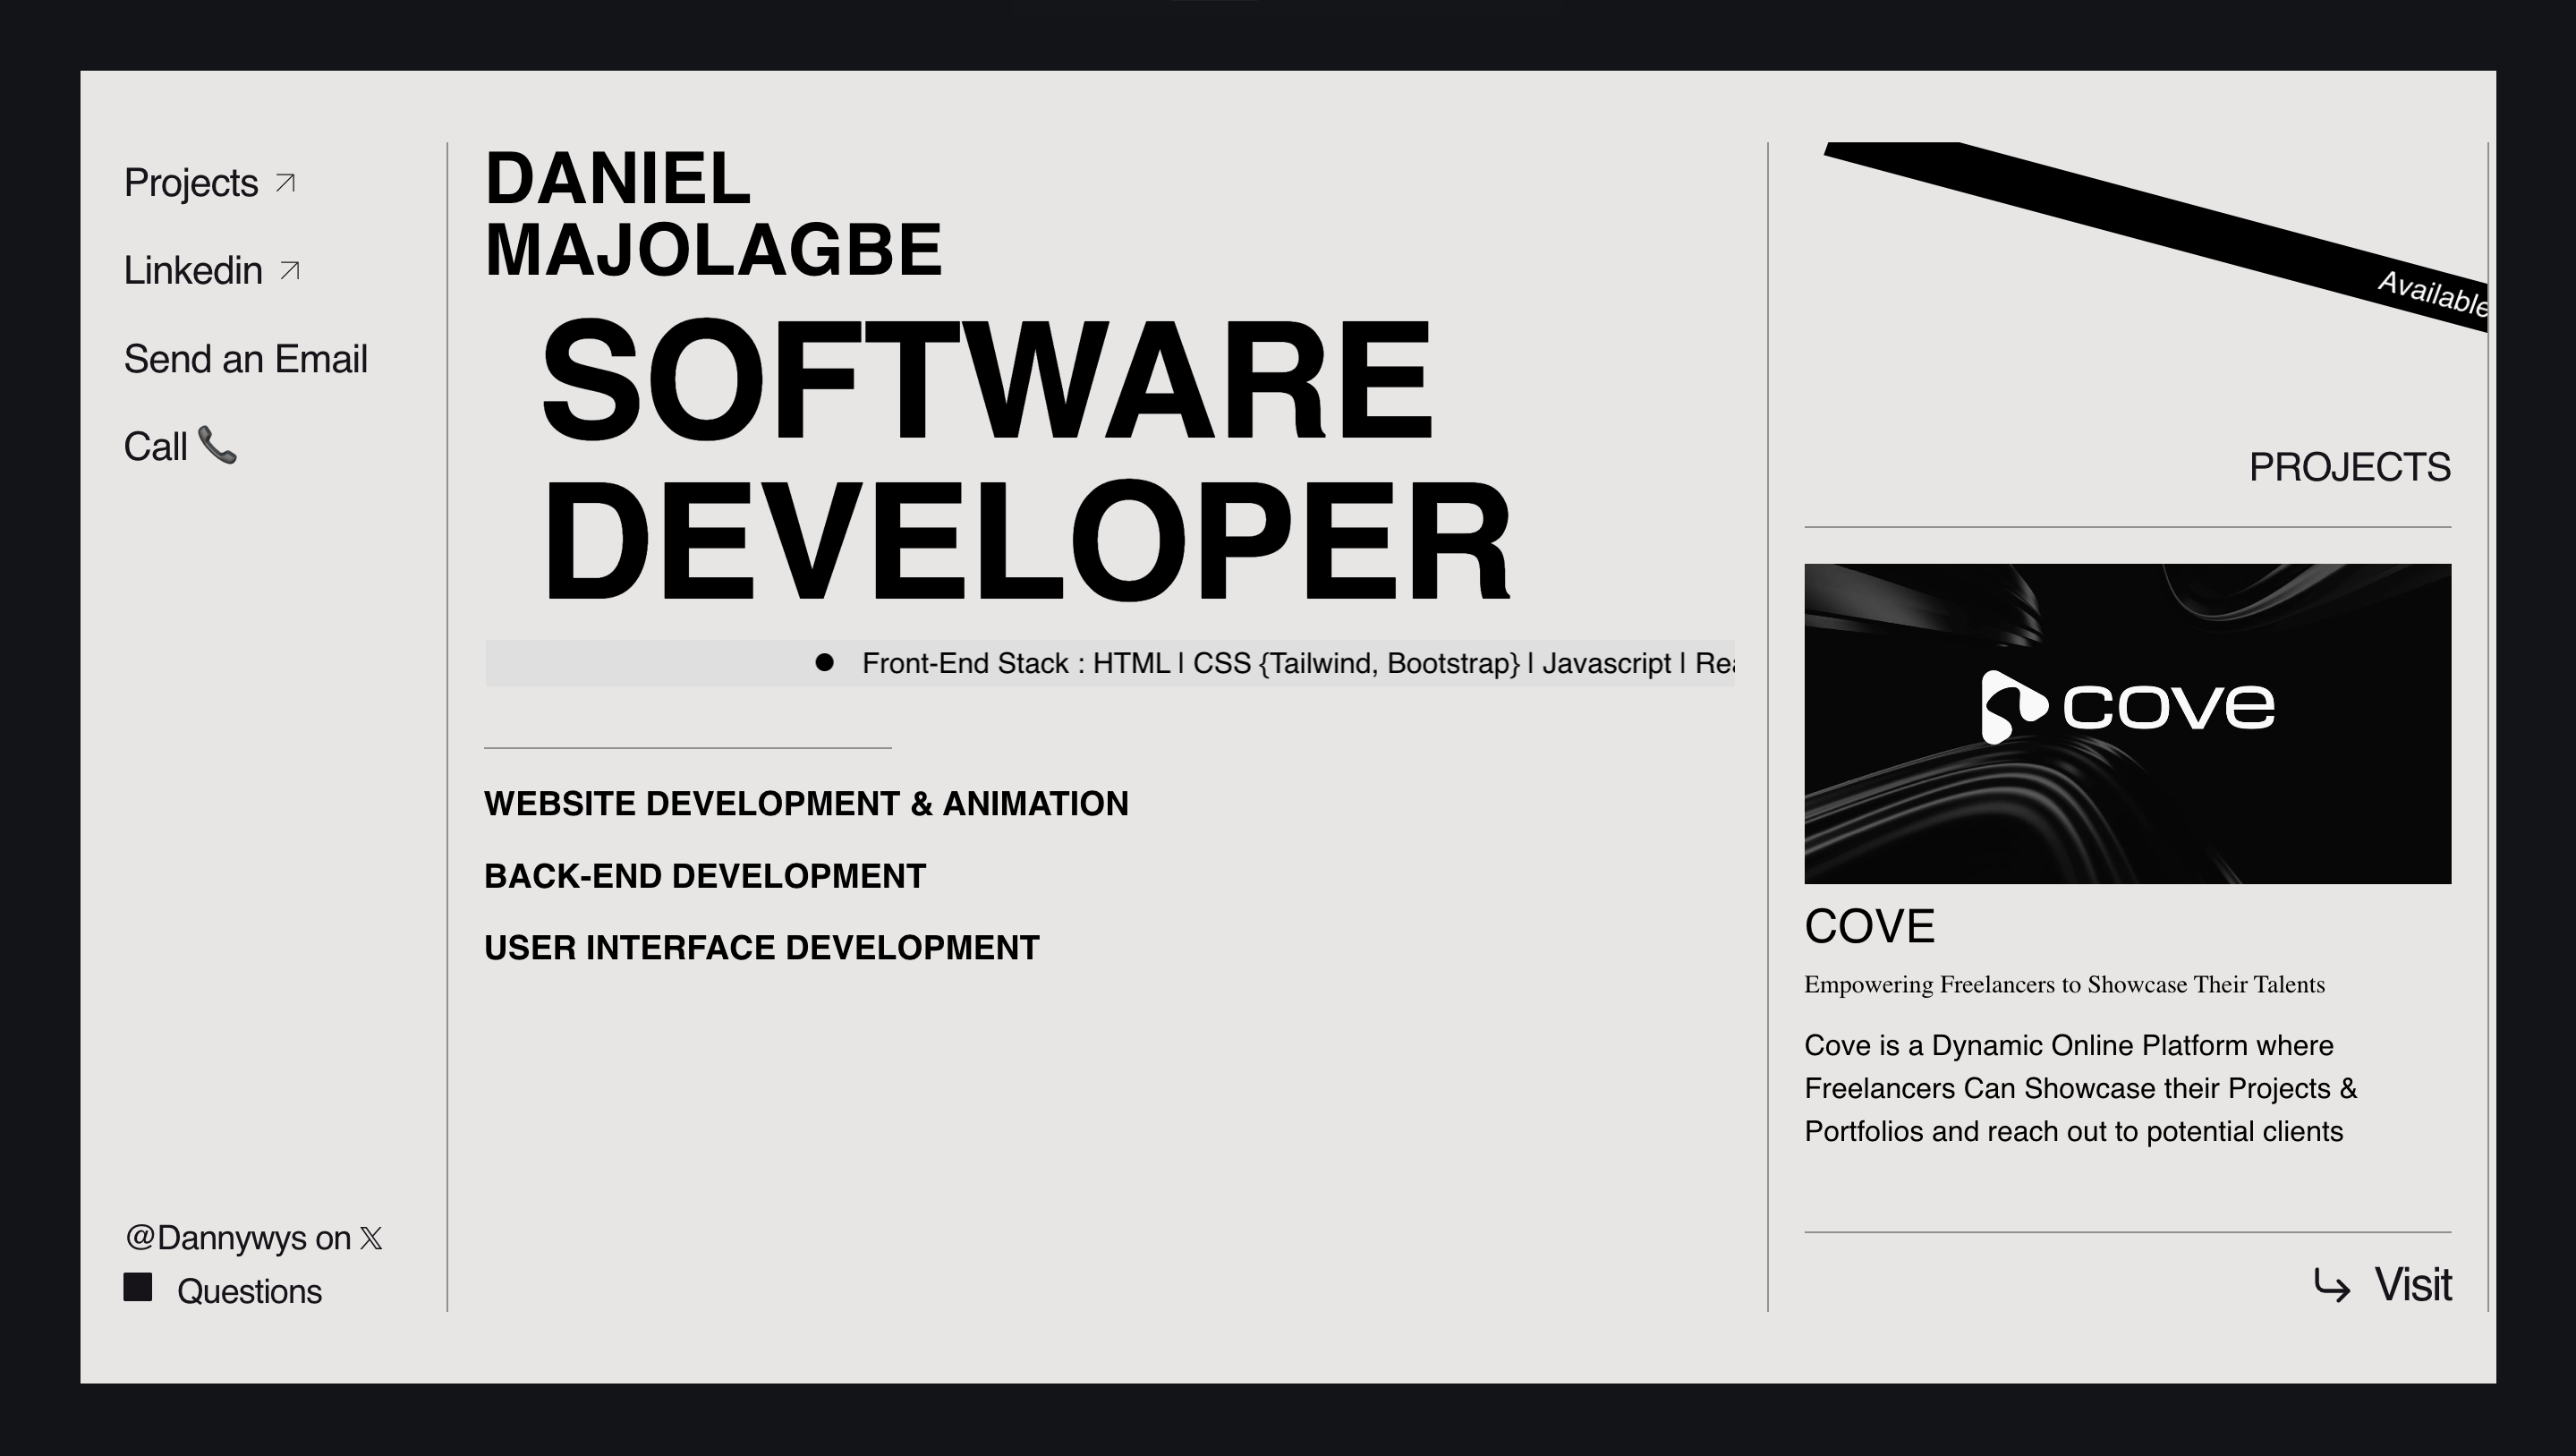 Projects ↗
Linkedin ↗
Send an Email
Call 📞
@Dannywys on 𝕏
Questions
DANIEL
MAJOLAGBE
SOFTWARE
DEVELOPER
● Front-End Stack : HTML | CSS {Tailwind, Bootstrap} | Javascript |
WEBSITE DEVELOPMENT & ANIMATION
BACK-END DEVELOPMENT
USER INTERFACE DEVELOPMENT
Available
PROJECTS
cove
COVE
Empowering Freelancers to Showcase Their Talents
Cove is a Dynamic Online Platform where
Freelancers Can Showcase their Projects &
Portfolios and reach out to potential clients
Visit